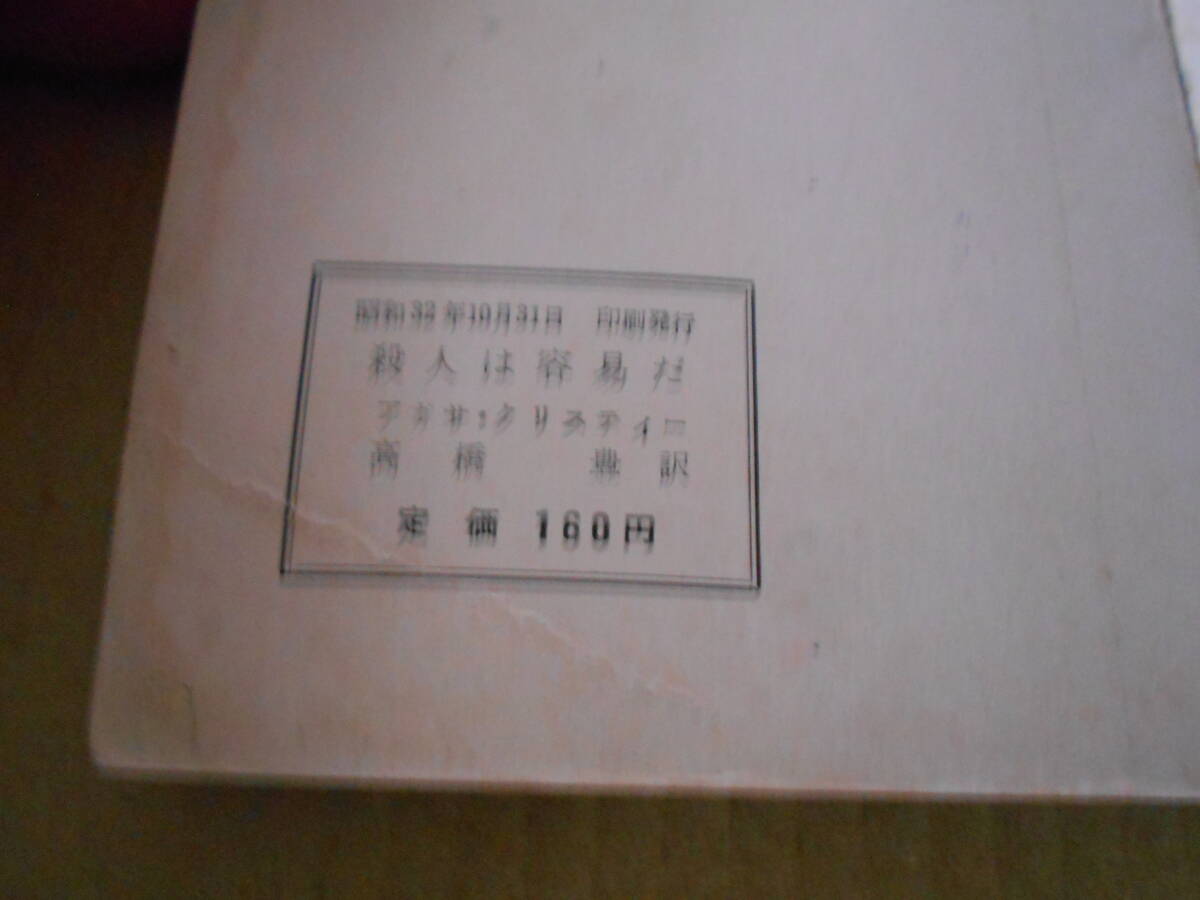 昭和32年10月31日 印刷発行
殺人は容易だ
アガサ・クリスティー
高橋 豊訳
定価 160円